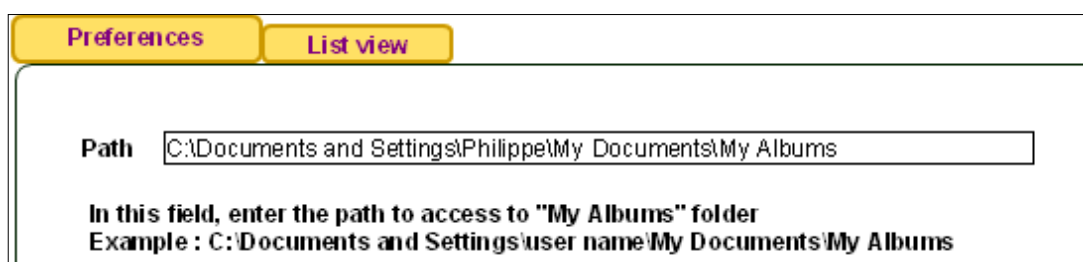 Preferences
List view
Path C:\Documents and Settings\Philippe\My Documents\My Albums
In this field, enter the path to access to "My Albums" folder
Example : C:\Documents and Settings\user name\My Documents\My Albums